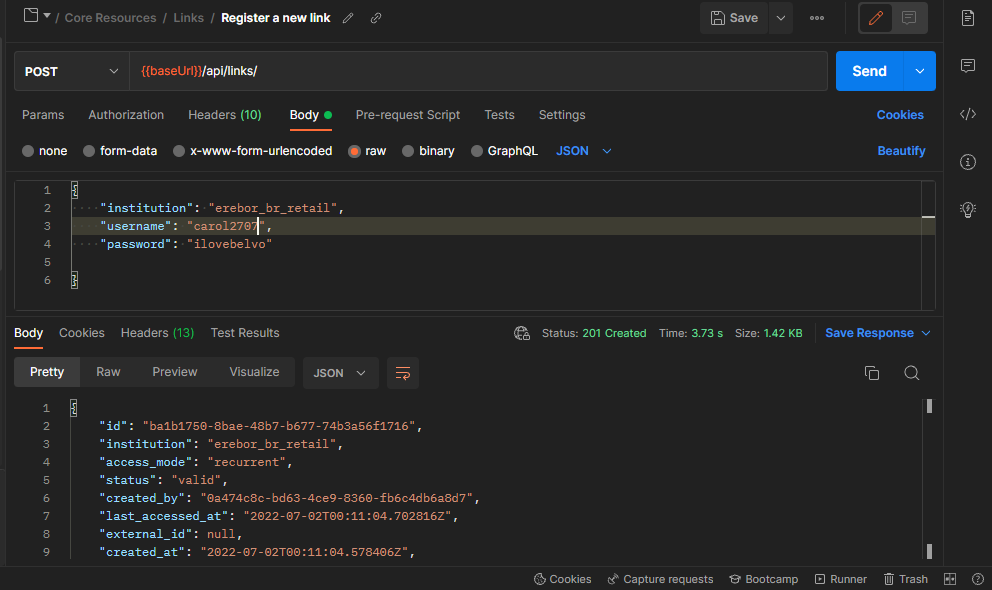 / Core Resources / Links / Register a new link Save
POST {{baseUrl}}/api/links/ Send
Params Authorization Headers (10) Body Pre-request Script Tests Settings Cookies
none form-data x-www-form-urlencoded raw binary GraphQL JSON Beautify
1 {
2 "institution": "erebor_br_retail",
3 "username": "carol2707",
4 "password": "ilovebelvo"
5
6 }
Body Cookies Headers (13) Test Results Status: 201 Created Time: 3.73 s Size: 1.42 KB Save Response
Pretty Raw Preview Visualize JSON
1 {
2 "id": "ba1b1750-8bae-48b7-b677-74b3a56f1716",
3 "institution": "erebor_br_retail",
4 "access_mode": "recurrent",
5 "status": "valid",
6 "created_by": "0a474c8c-bd63-4ce9-8360-fb6c4db6a8d7",
7 "last_accessed_at": "2022-07-02T00:11:04.702816Z",
8 "external_id": null,
9 "created_at": "2022-07-02T00:11:04.578406Z",
Cookies Capture requests Bootcamp Runner Trash